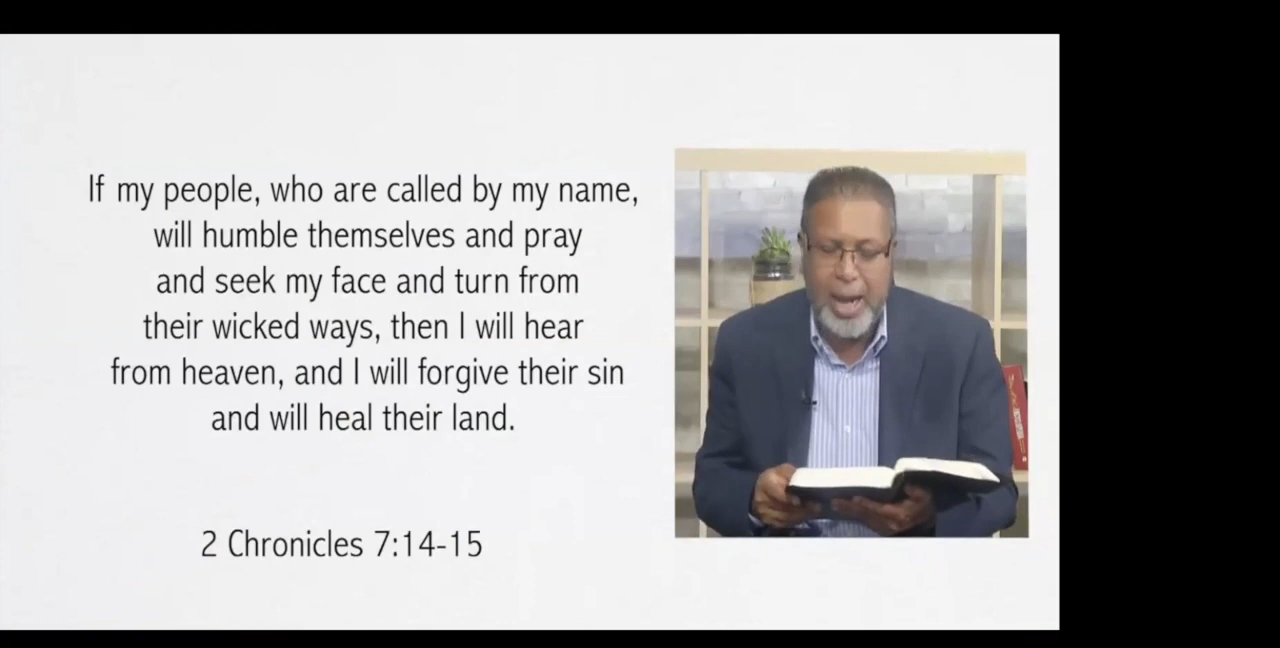 If my people, who are called by my name,
will humble themselves and pray
and seek my face and turn from
their wicked ways, then I will hear
from heaven, and I will forgive their sin
and will heal their land.
2 Chronicles 7:14-15